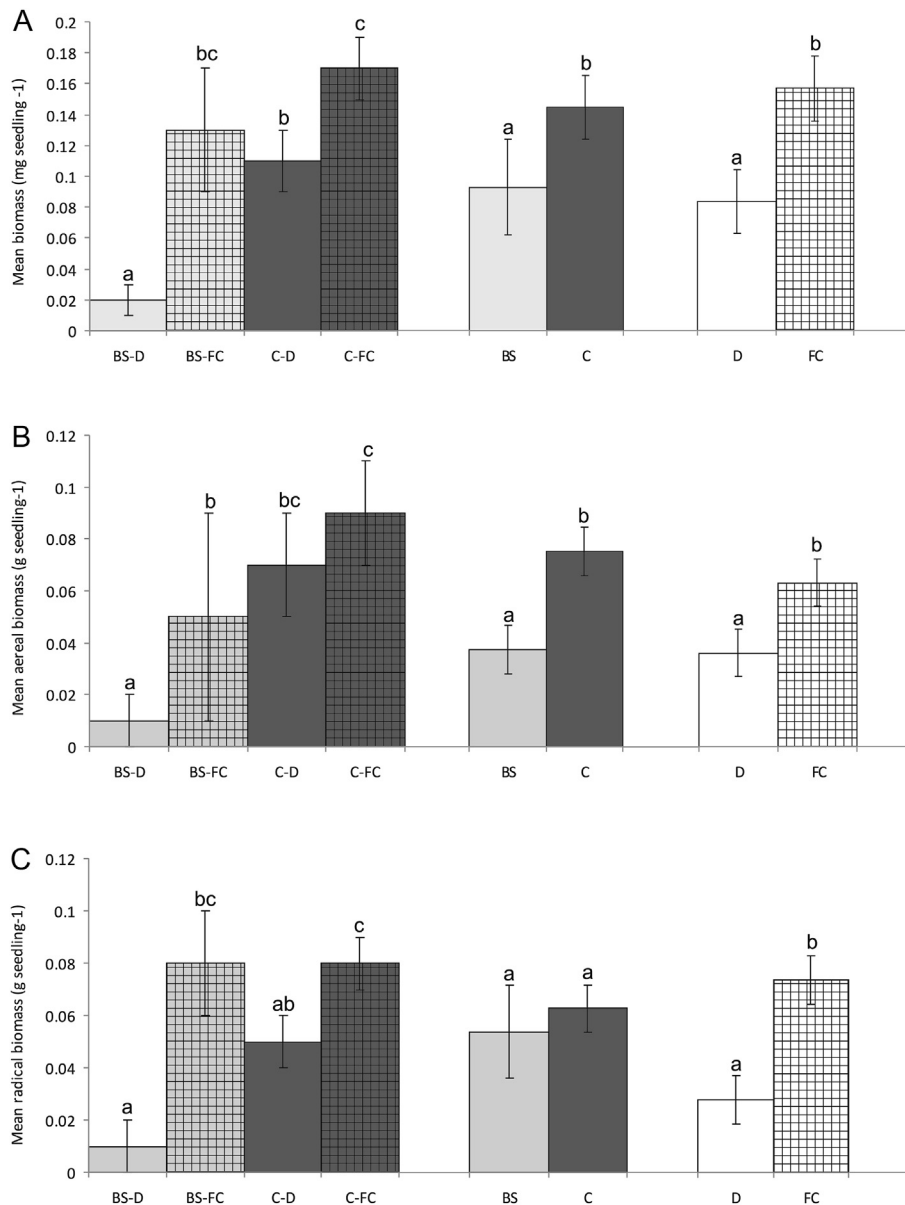 A
Mean biomass (mg seedling -1)
0.2
0.18
0.16
0.14
0.12
0.1
0.08
0.06
0.04
0.02
0
a
bc
b
c
a
b
a
b
BS-D BS-FC C-D C-FC BS C D FC
B
Mean aereal biomass (g seedling-1)
0.12
0.1
0.08
0.06
0.04
0.02
0
a
b
bc
c
a
b
a
b
BS-D BS-FC C-D C-FC BS C D FC
C
Mean radical biomass (g seedling-1)
0.12
0.1
0.08
0.06
0.04
0.02
0
a
bc
ab
c
a
a
a
b
BS-D BS-FC C-D C-FC BS C D FC